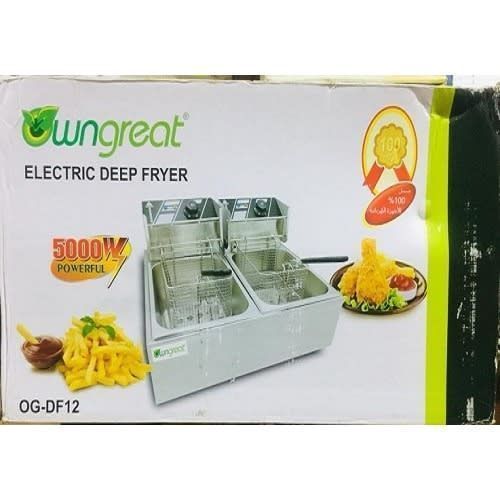 Owngreat®
ELECTRIC DEEP FRYER
5000W
POWERFUL
100
%100
Owngreat
OG-DF12